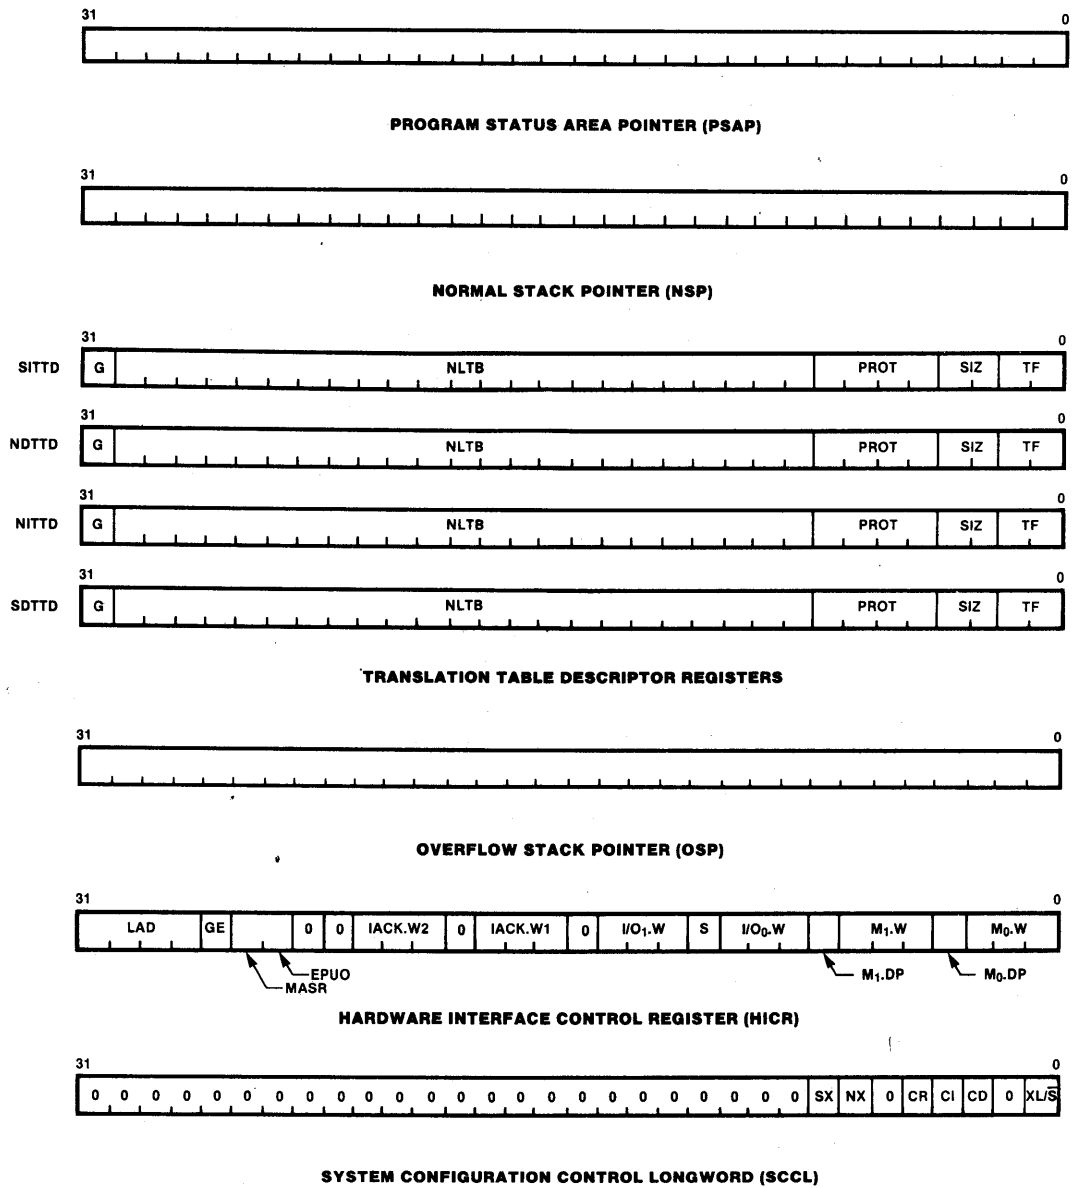 31 0
PROGRAM STATUS AREA POINTER (PSAP)
31 0
NORMAL STACK POINTER (NSP)
31 0
SITTD G NLTB PROT SIZ TF
31 0
NDTTD G NLTB PROT SIZ TF
31 0
NITTD G NLTB PROT SIZ TF
31 0
SDTTD G NLTB PROT SIZ TF
TRANSLATION TABLE DESCRIPTOR REGISTERS
31 0
OVERFLOW STACK POINTER (OSP)
31 0
LAD GE 0 0 IACK.W2 0 IACK.W1 0 I/O₁.W S I/O₀.W M₁.W M₀.W
EPUO M₁.DP M₀.DP
MASR
HARDWARE INTERFACE CONTROL REGISTER (HICR)
31 0
0 0 0 0 0 0 0 0 0 0 0 0 0 0 0 0 0 0 0 0 0 0 0 0 SX NX 0 CR CI CD 0 XL/S̅
SYSTEM CONFIGURATION CONTROL LONGWORD (SCCL)